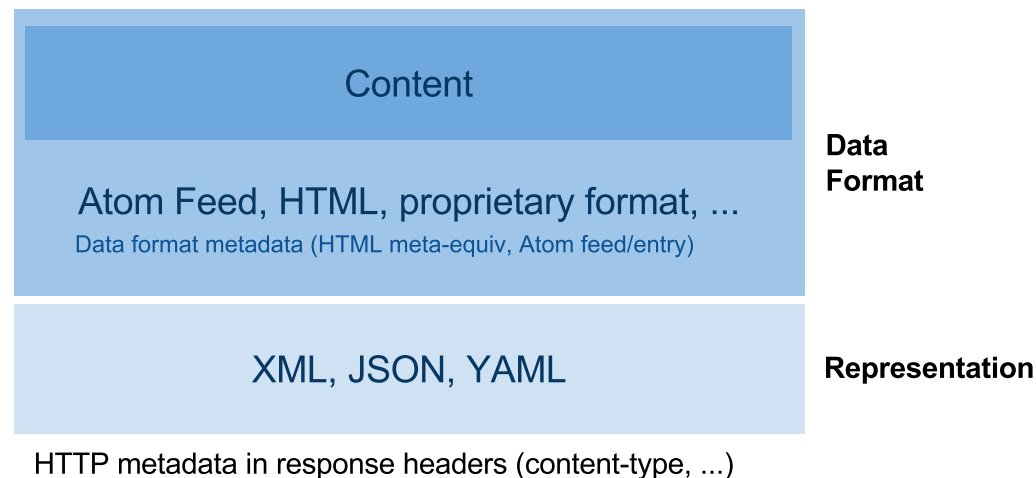 Content
Data
Format
Atom Feed, HTML, proprietary format, ...
Data format metadata (HTML meta-equiv, Atom feed/entry)
XML, JSON, YAML
Representation
HTTP metadata in response headers (content-type, ...)